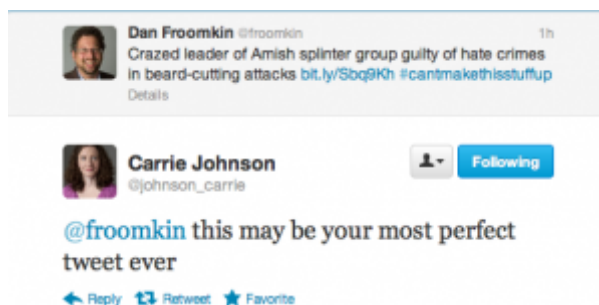 Dan Froomkin @froomkin 1h
Crazed leader of Amish splinter group guilty of hate crimes
in beard-cutting attacks bit.ly/Sbq9Kh #cantmakethisstuffup
Details
Carrie Johnson
@johnson_carrie
Following
@froomkin this may be your most perfect
tweet ever
Reply Retweet Favorite